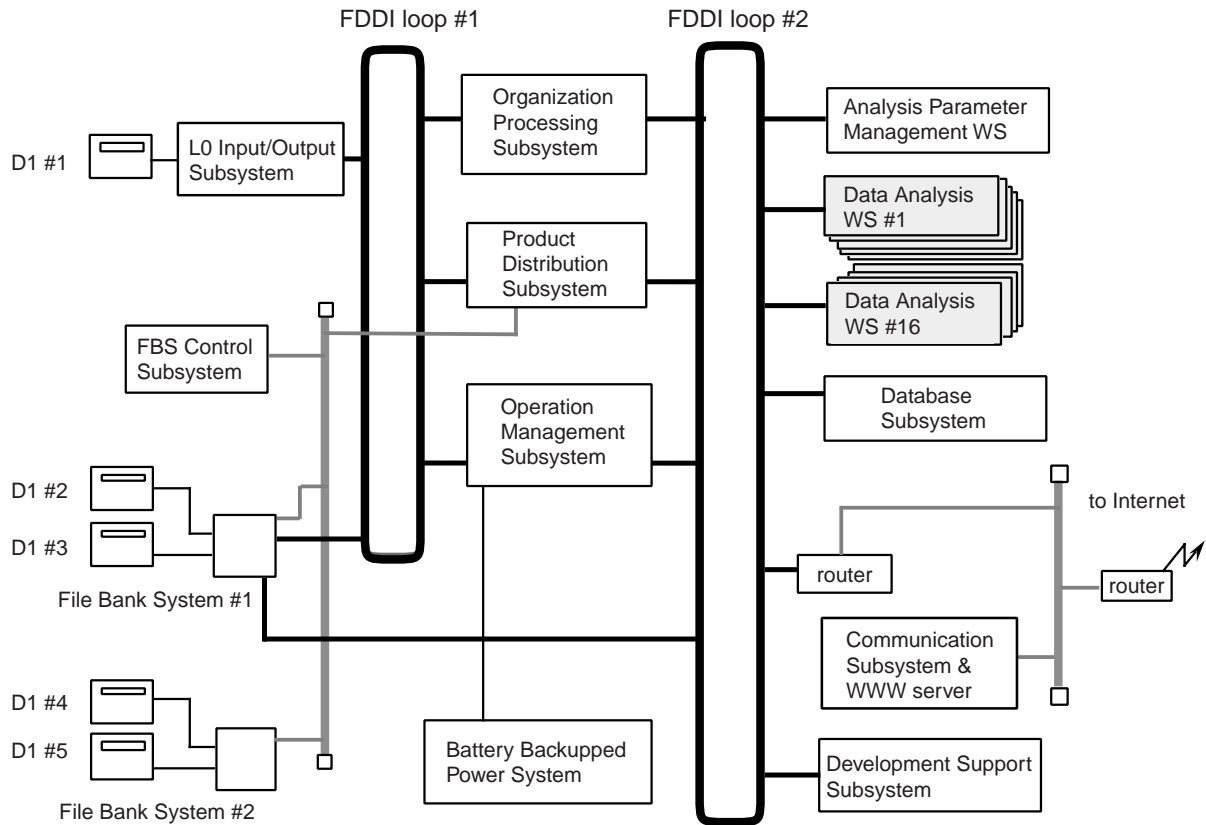 FDDI loop #1
FDDI loop #2
Organization
Processing
Subsystem
Analysis Parameter
Management WS
D1 #1
L0 Input/Output
Subsystem
Data Analysis
WS #1
Product
Distribution
Subsystem
Data Analysis
WS #16
FBS Control
Subsystem
Operation
Management
Subsystem
Database
Subsystem
D1 #2
D1 #3
File Bank System #1
to Internet
router
router
Communication
Subsystem &
WWW server
D1 #4
D1 #5
File Bank System #2
Battery Backupped
Power System
Development Support
Subsystem